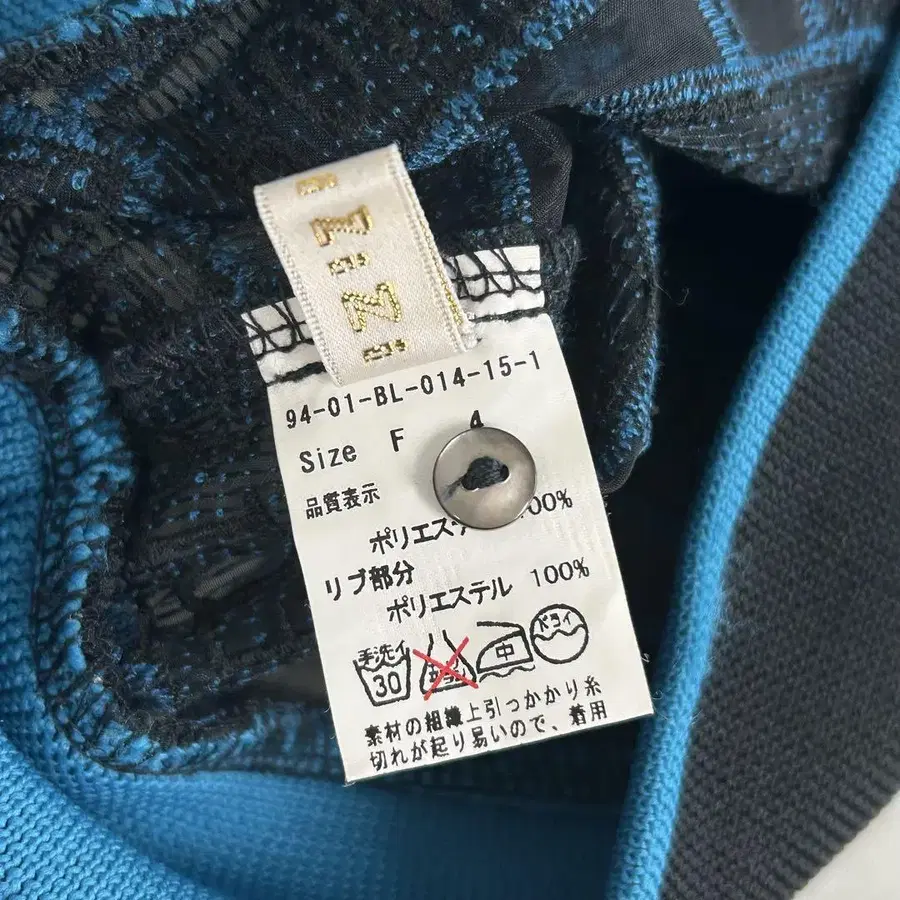 94-01-BL-014-15-1
Size F 4
品質表示
ポリエステ 00%
リブ部分
ポリエステル 100%
手洗イ
30
中
ドライ
素材の組織上引っかかり糸
切れが起り易いので、着用